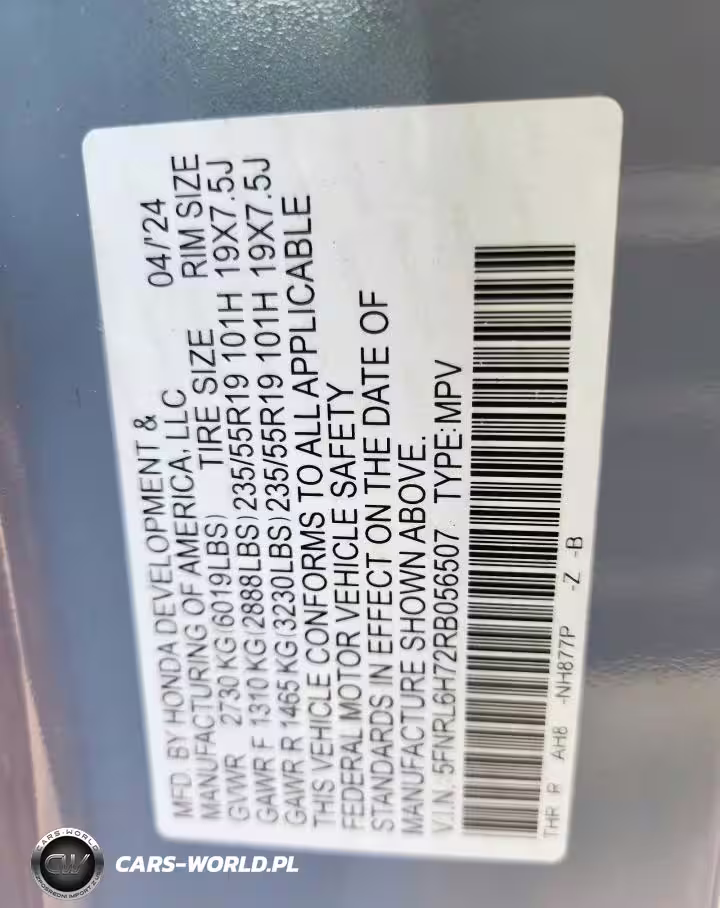 MFD. BY HONDA DEVELOPMENT & 04/'24
MANUFACTURING OF AMERICA, LLC
TIRE SIZE RIM SIZE
GVWR 2730 KG(6019LBS)
GAWR F 1310 KG(2888LBS) 235/55R19 101H 19X7.5J
GAWR R 1465 KG(3230LBS) 235/55R19 101H 19X7.5J
THIS VEHICLE CONFORMS TO ALL APPLICABLE
FEDERAL MOTOR VEHICLE SAFETY
STANDARDS IN EFFECT ON THE DATE OF
MANUFACTURE SHOWN ABOVE.
V.I.N: 5FNRL6H72RB056507 TYPE:MPV
THR R AH8 -NH877P -Z -B
CARS-WORLD
CW
CARS-WORLD.PL